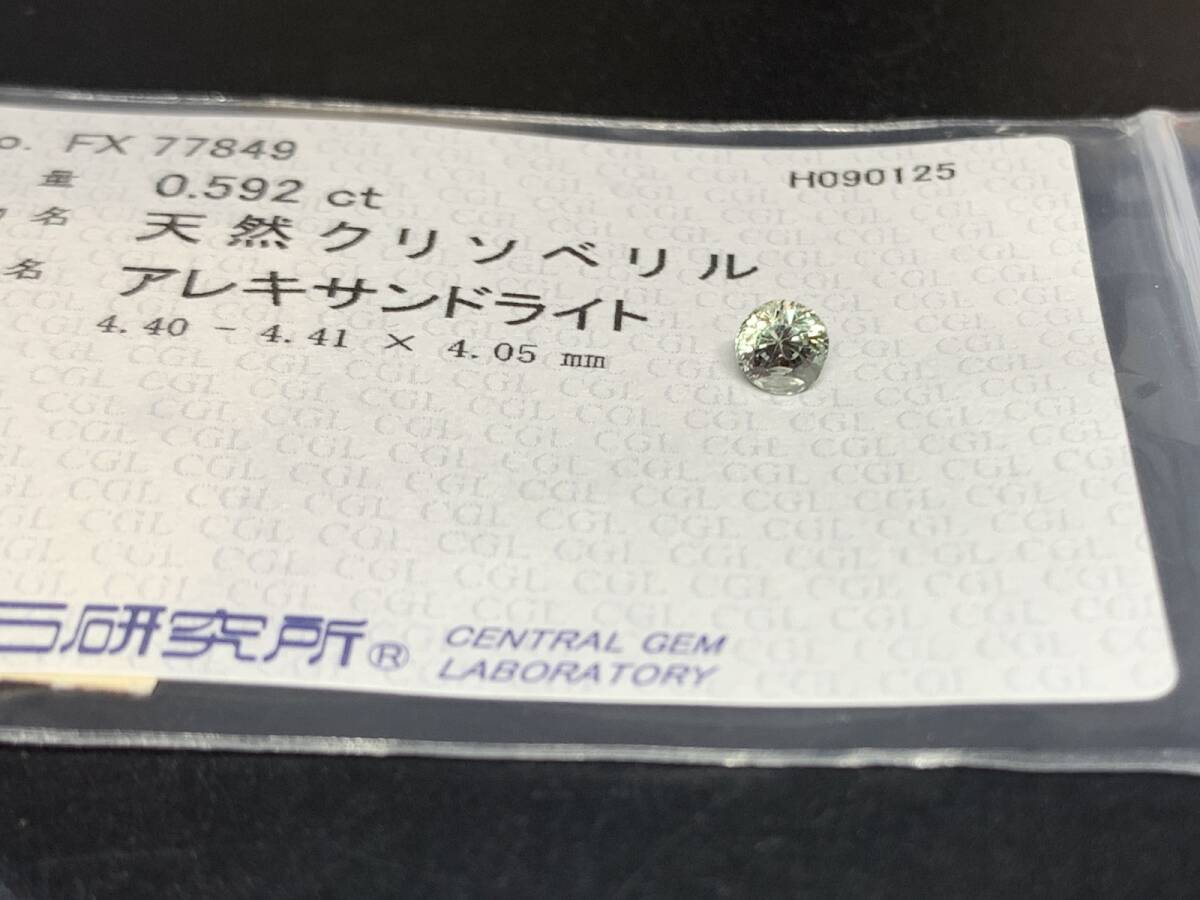 o. FX 77849
H090125
量 0.592 ct
名 天然クリソベリル
名 アレキサンドライト
4.40 - 4.41 × 4.05 mm
研究所® CENTRAL GEM
LABORATORY